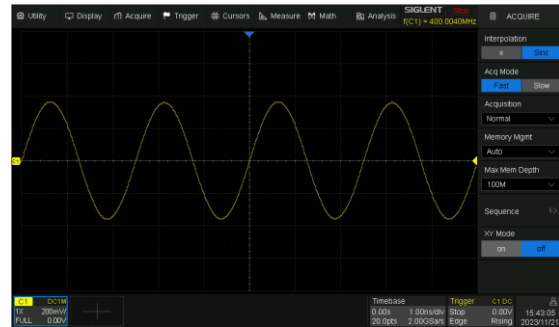 Utility Display Acquire Trigger Cursors Measure Math Analysis SIGLENT Stop
f(C1) = 400.0040MHz
ACQUIRE
Interpolation
x Sinc
Acq Mode
Fast Slow
Acquisition
Normal
Memory Mgmt
Auto
Max Mem Depth
100M
Sequence
XY Mode
on off
C1
C1 DC1M
1X 200mV/
FULL 0.00V
Timebase
0.00s 1.00ns/div
20.0pts 2.00GSa/s
Trigger C1 DC
Stop 0.00V
Edge Rising
15:43:05
2023/11/21